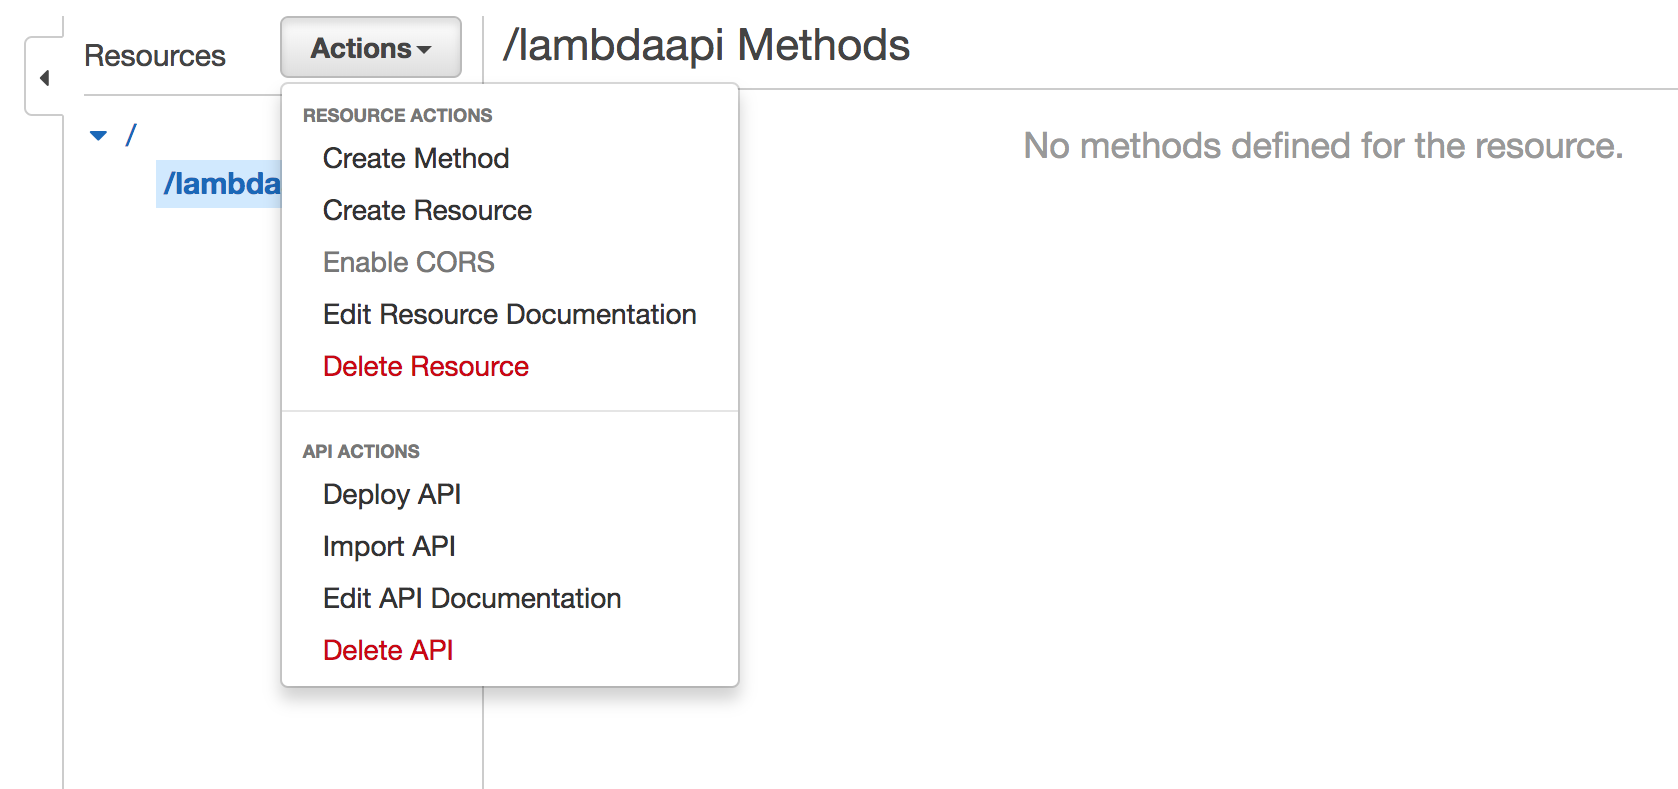 Resources
Actions
/lambdaapi Methods
/
/lambda
RESOURCE ACTIONS
Create Method
Create Resource
Enable CORS
Edit Resource Documentation
Delete Resource
API ACTIONS
Deploy API
Import API
Edit API Documentation
Delete API
No methods defined for the resource.